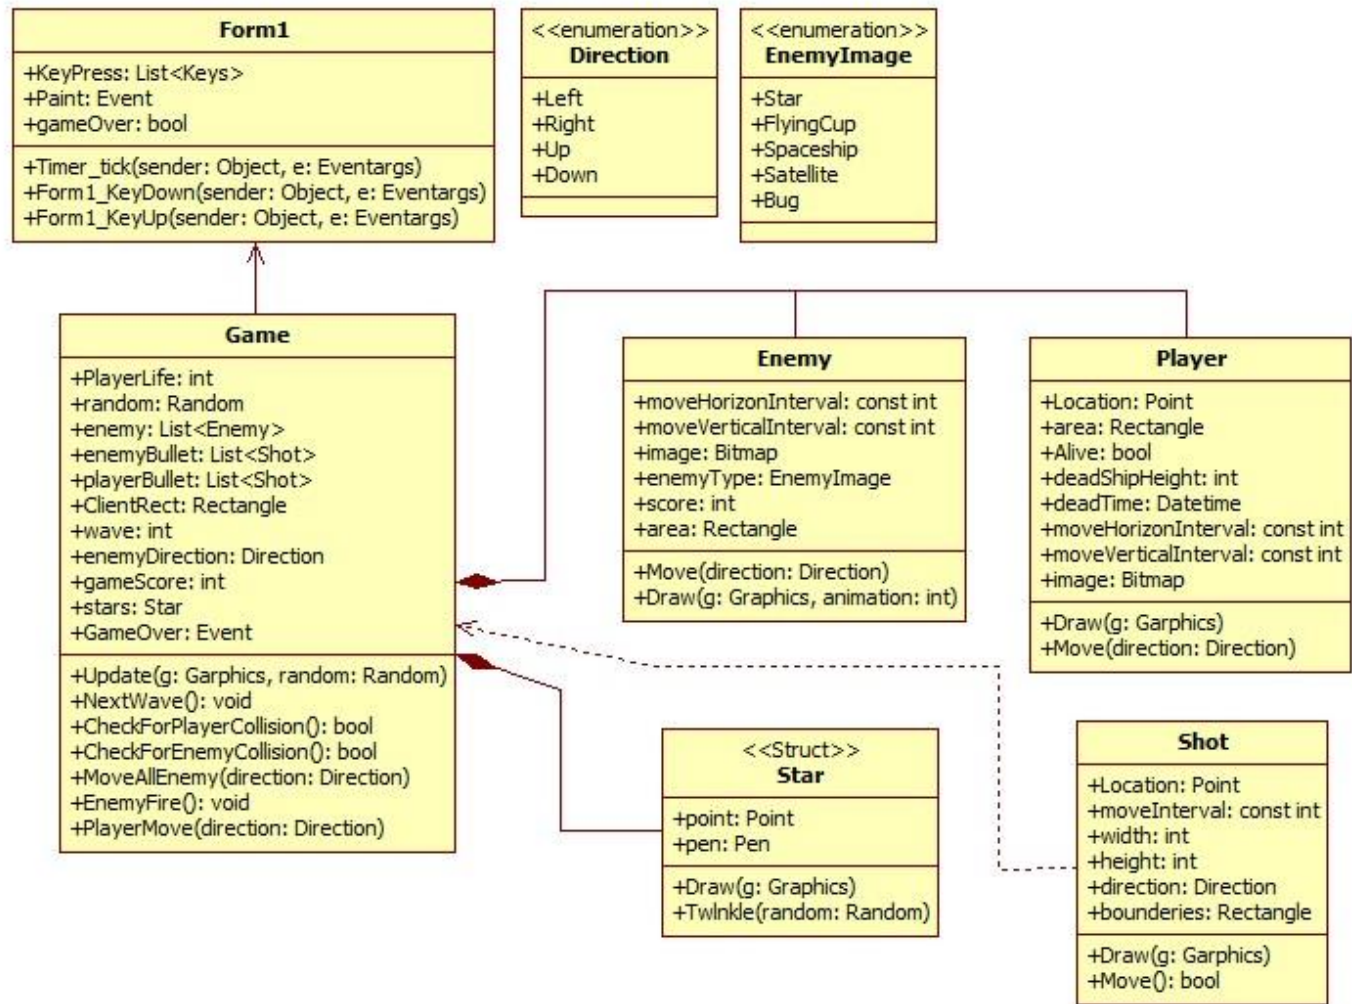 Form1
+KeyPress: List<Keys>
+Paint: Event
+gameOver: bool
+Timer_tick(sender: Object, e: Eventargs)
+Form1_KeyDown(sender: Object, e: Eventargs)
+Form1_KeyUp(sender: Object, e: Eventargs)
<<enumeration>>
Direction
+Left
+Right
+Up
+Down
<<enumeration>>
EnemyImage
+Star
+FlyingCup
+Spaceship
+Satellite
+Bug
Game
+PlayerLife: int
+random: Random
+enemy: List<Enemy>
+enemyBullet: List<Shot>
+playerBullet: List<Shot>
+ClientRect: Rectangle
+wave: int
+enemyDirection: Direction
+gameScore: int
+stars: Star
+GameOver: Event
+Update(g: Garphics, random: Random)
+NextWave(): void
+CheckForPlayerCollision(): bool
+CheckForEnemyCollision(): bool
+MoveAllEnemy(direction: Direction)
+EnemyFire(): void
+PlayerMove(direction: Direction)
Enemy
+moveHorizonInterval: const int
+moveVerticalInterval: const int
+image: Bitmap
+enemyType: EnemyImage
+score: int
+area: Rectangle
+Move(direction: Direction)
+Draw(g: Graphics, animation: int)
Player
+Location: Point
+area: Rectangle
+Alive: bool
+deadShipHeight: int
+deadTime: Datetime
+moveHorizonInterval: const int
+moveVerticalInterval: const int
+image: Bitmap
+Draw(g: Garphics)
+Move(direction: Direction)
<<Struct>>
Star
+point: Point
+pen: Pen
+Draw(g: Graphics)
+Twlnkle(random: Random)
Shot
+Location: Point
+moveInterval: const int
+width: int
+height: int
+direction: Direction
+bounderies: Rectangle
+Draw(g: Garphics)
+Move(): bool